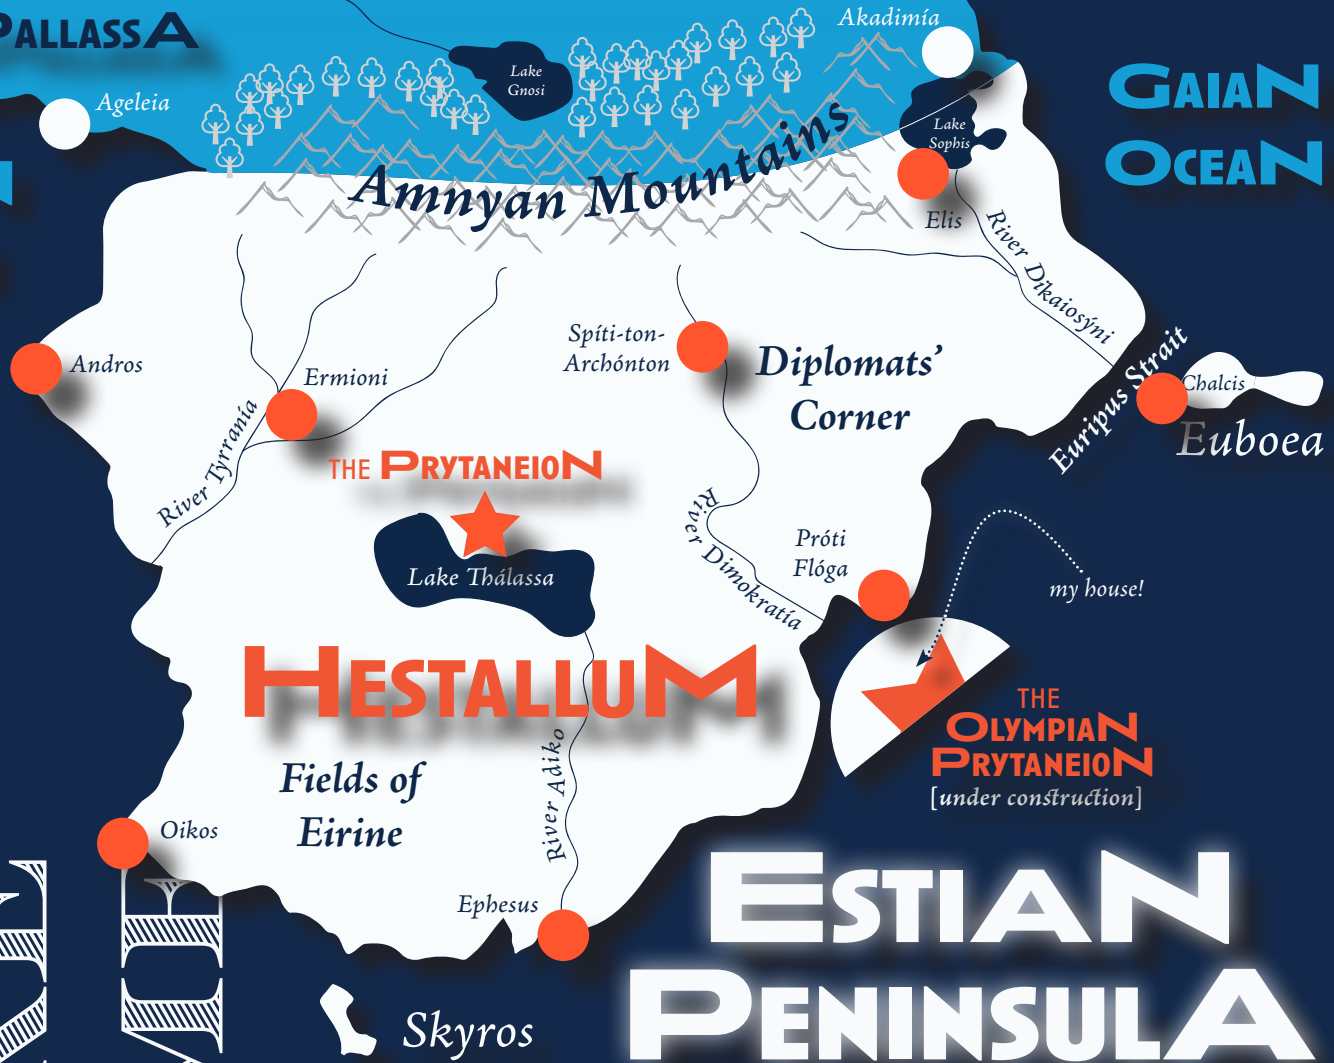 PALLASSA
Ageleia
Lake
Gnosi
Akadimía
Lake
Sophis
GAIAN
OCEAN
Amnyan Mountains
Elis
River Dikaiosýni
Andros
Ermioni
River Tyrranía
Spíti-ton-
Archónton
Diplomats’
Corner
Euripus Strait
Chalcis
Euboea
THE PRYTANEION
Lake Thálassa
River Dimokratía
Próti
Flóga
my house!
HESTALLUM
THE
OLYMPIAN
PRYTANEION
[under construction]
Fields of
Eirine
River Adiko
Oikos
Ephesus
ESTIAN
PENINSULA
Skyros